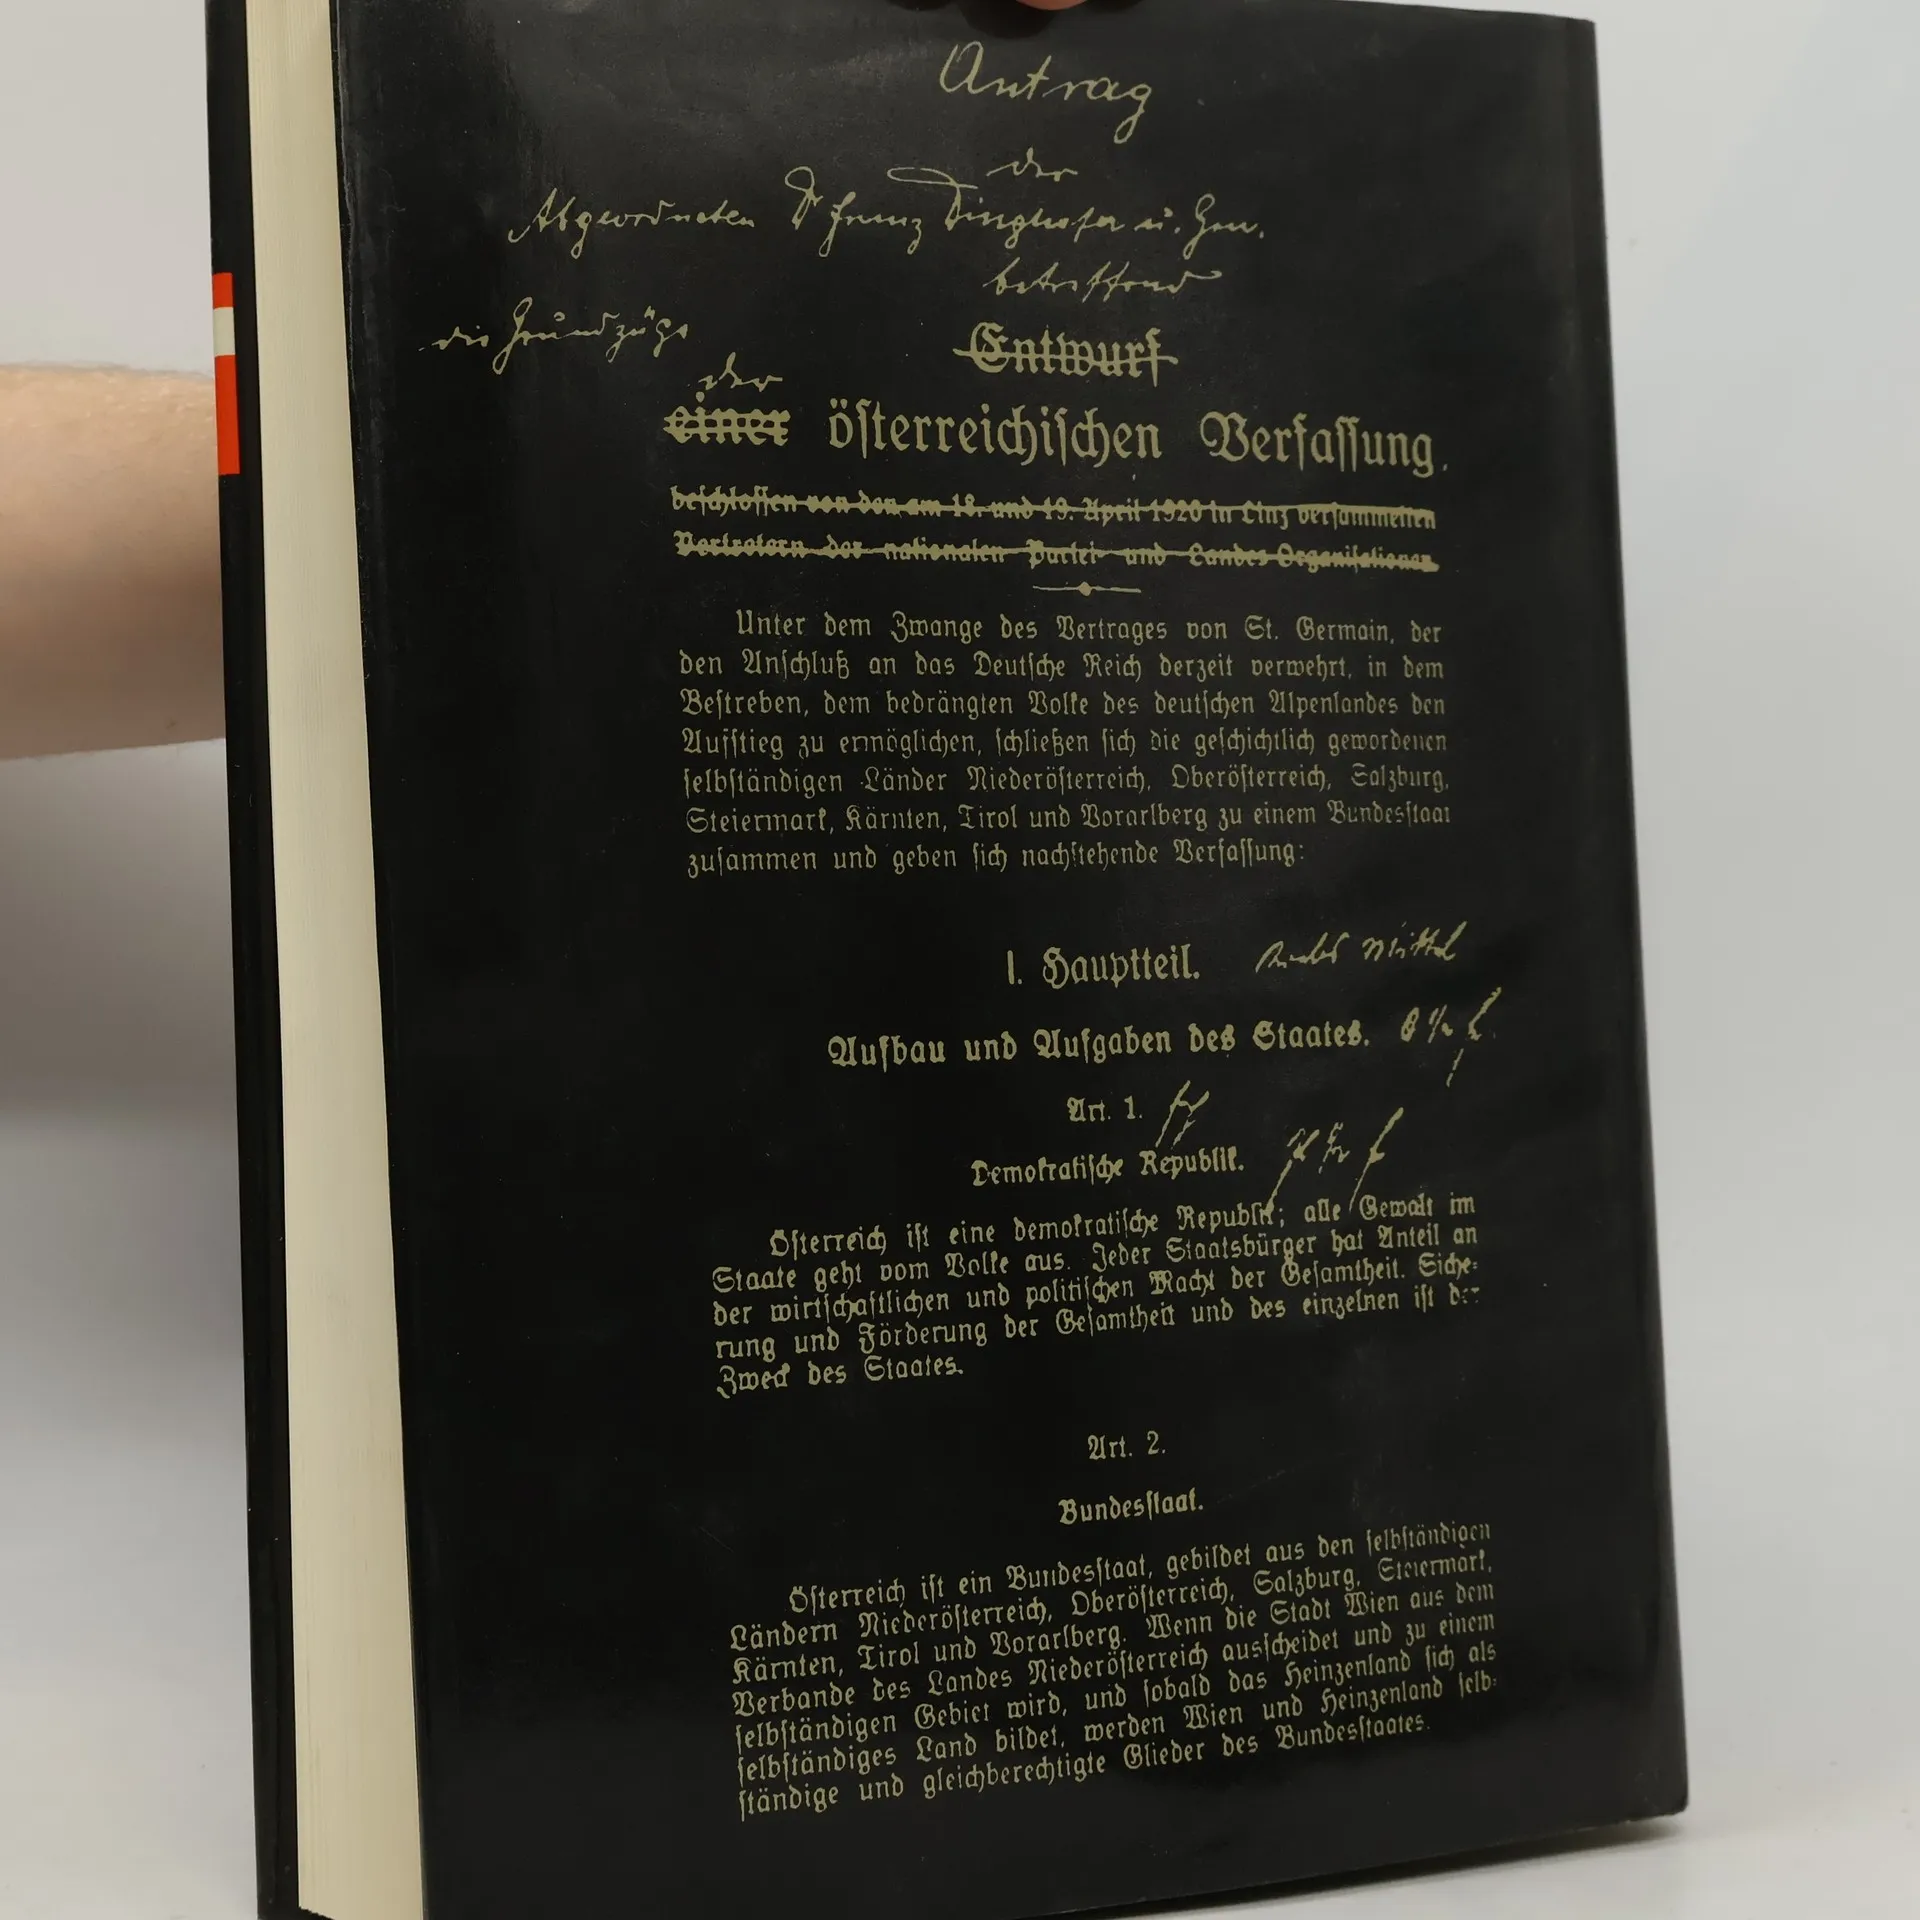 Antrag
der
Abgeordneten Dr Franz Dinghofer u. Gen.
betreffend
die Grundzüge
Entwurf
der
einer öſterreichiſchen Verfaſſung.
beſchloſſen von den am 18. und 19. April 1920 in Linz verſammelten
Vertretern der nationalen Partei- und Landes-Organiſationen
Unter dem Zwange des Vertrages von St. Germain, der
den Anſchluß an das Deutſche Reich derzeit verwehrt, in dem
Beſtreben, dem bedrängten Volke des deutſchen Alpenlandes den
Aufſtieg zu ermöglichen, ſchließen ſich die geſchichtlich gewordenen
ſelbſtändigen Länder Niederöſterreich, Oberöſterreich, Salzburg,
Steiermark, Kärnten, Tirol und Vorarlberg zu einem Bundesſtaat
zuſammen und geben ſich nachſtehende Verfaſſung:
I. Hauptteil.
Aufbau und Aufgaben des Staates.
Art. 1.
Demokratiſche Republik.
Öſterreich iſt eine demokratiſche Republik; alle Gewalt im
Staate geht vom Volke aus. Jeder Staatsbürger hat Anteil an
der wirtſchaftlichen und politiſchen Macht der Geſamtheit. Siche-
rung und Förderung der Geſamtheit und des einzelnen iſt der
Zweck des Staates.
Art. 2.
Bundesſtaat.
Öſterreich iſt ein Bundesſtaat, gebildet aus den ſelbſtändigen
Ländern Niederöſterreich, Oberöſterreich, Salzburg, Steiermark,
Kärnten, Tirol und Vorarlberg. Wenn die Stadt Wien aus dem
Verbande des Landes Niederöſterreich ausſcheidet und zu einem
ſelbſtändigen Gebiet wird, und ſobald das Heinzenland ſich als
ſelbſtändiges Land bildet, werden Wien und Heinzenland ſelb-
ſtändige und gleichberechtigte Glieder des Bundesſtaates.